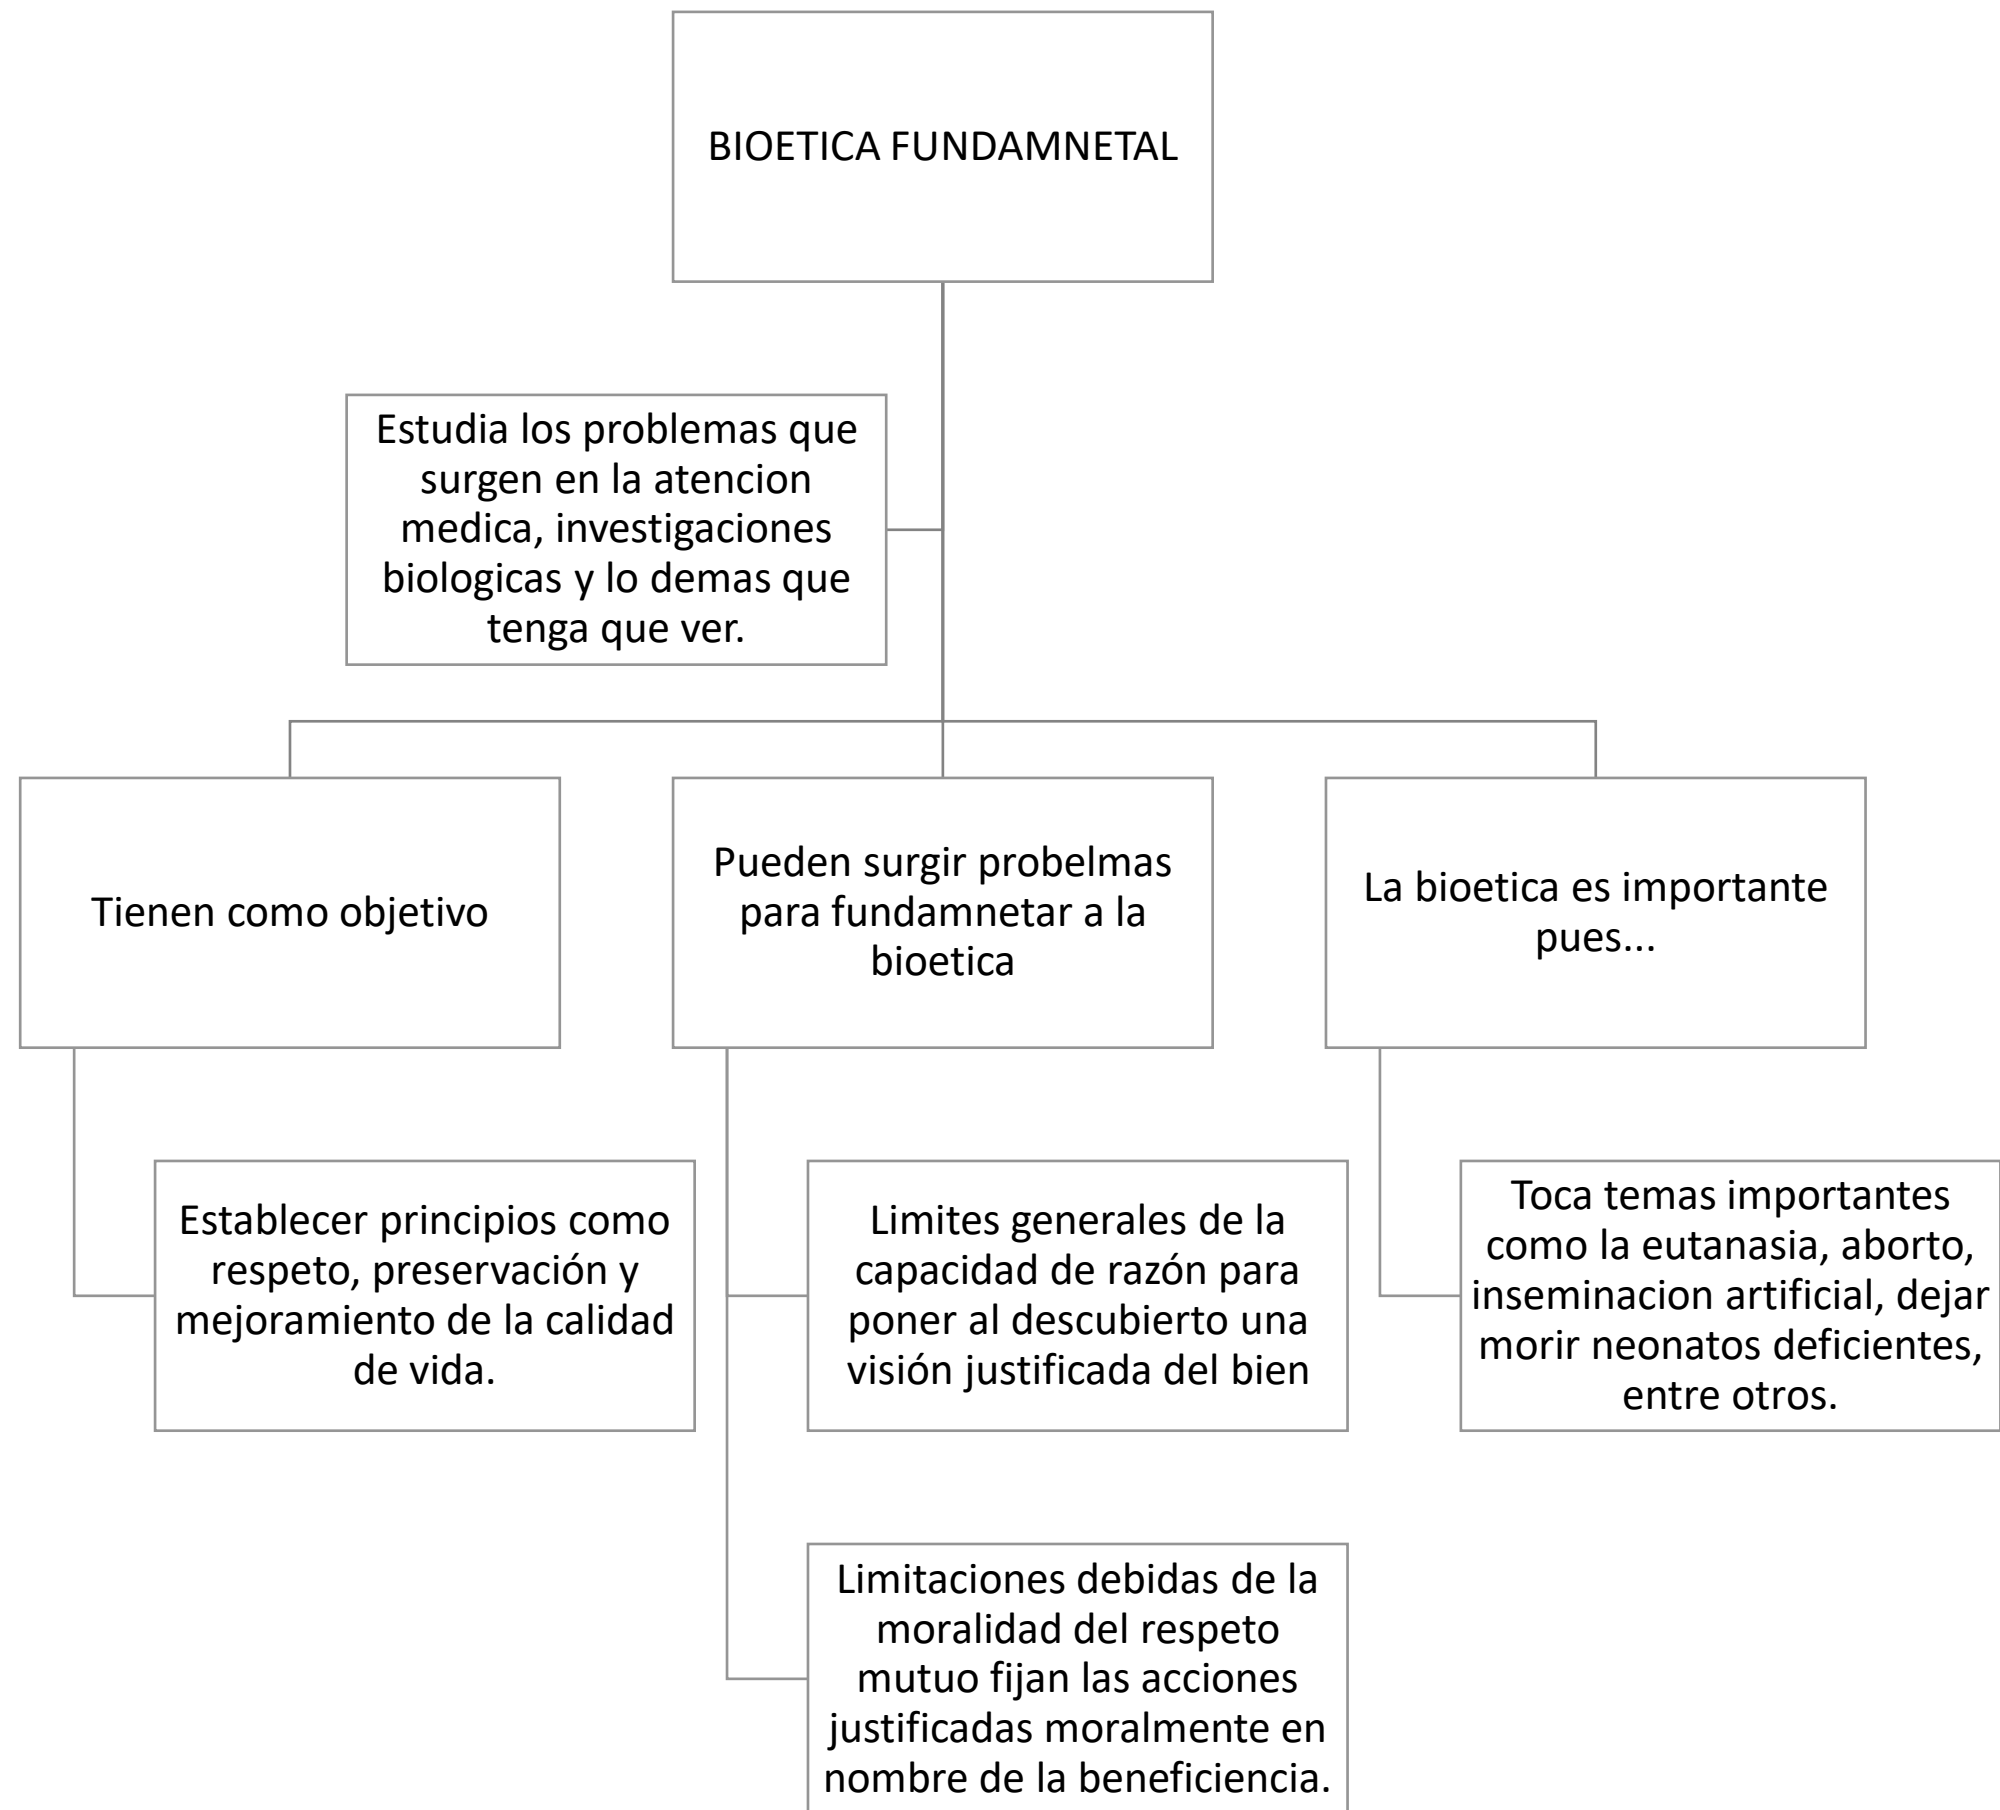 BIOETICA FUNDAMNETAL
Estudia los problemas que
surgen en la atencion
medica, investigaciones
biologicas y lo demas que
tenga que ver.
Tienen como objetivo
Establecer principios como
respeto, preservación y
mejoramiento de la calidad
de vida.
Pueden surgir probelmas
para fundamnetar a la
bioetica
Limites generales de la
capacidad de razón para
poner al descubierto una
visión justificada del bien
Limitaciones debidas de la
moralidad del respeto
mutuo fijan las acciones
justificadas moralmente en
nombre de la beneficiencia.
La bioetica es importante
pues...
Toca temas importantes
como la eutanasia, aborto,
inseminacion artificial, dejar
morir neonatos deficientes,
entre otros.